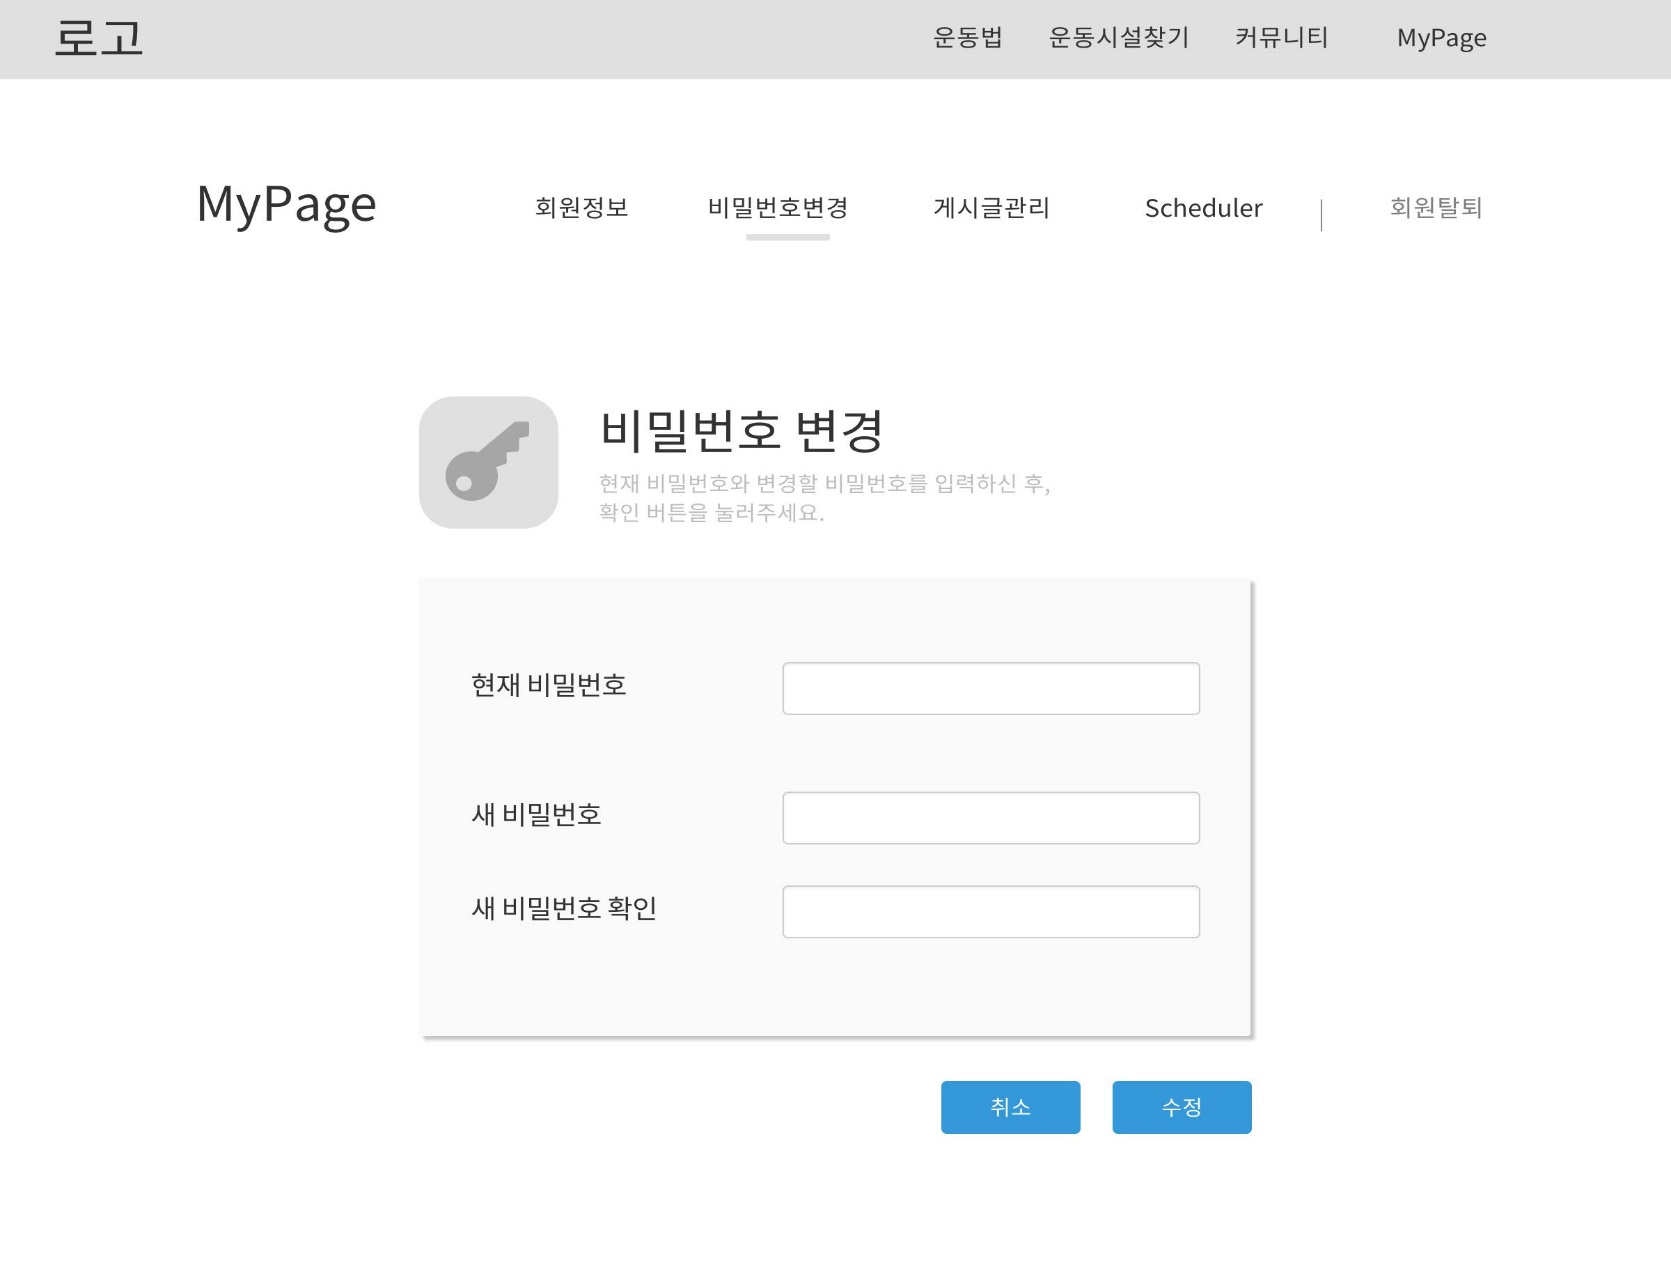 로고
운동법 운동시설찾기 커뮤니티 MyPage
MyPage 회원정보 비밀번호변경 게시글관리 Scheduler | 회원탈퇴
비밀번호 변경
현재 비밀번호와 변경할 비밀번호를 입력하신 후,
확인 버튼을 눌러주세요.
현재 비밀번호
새 비밀번호
새 비밀번호 확인
취소 수정